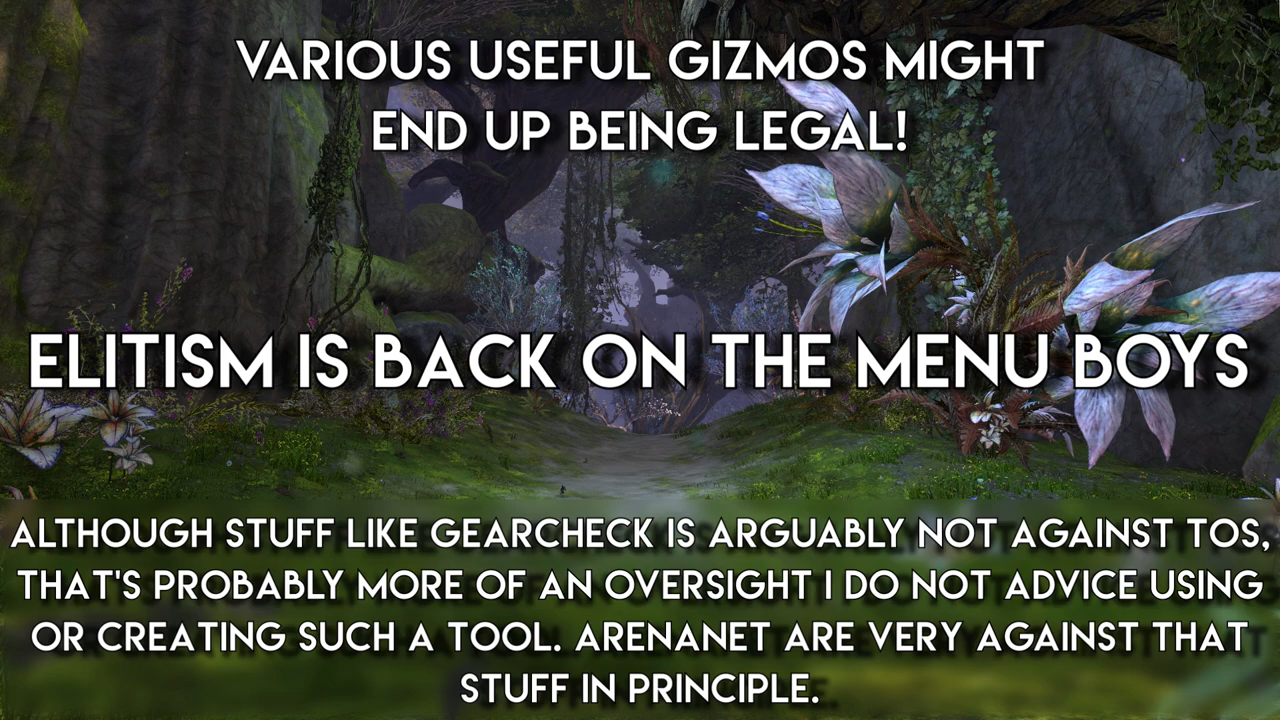 VARIOUS USEFUL GIZMOS MIGHT
END UP BEING LEGAL!
ELITISM IS BACK ON THE MENU BOYS
ALTHOUGH STUFF LIKE GEARCHECK IS ARGUABLY NOT AGAINST TOS,
THAT'S PROBABLY MORE OF AN OVERSIGHT I DO NOT ADVICE USING
OR CREATING SUCH A TOOL. ARENANET ARE VERY AGAINST THAT
STUFF IN PRINCIPLE.